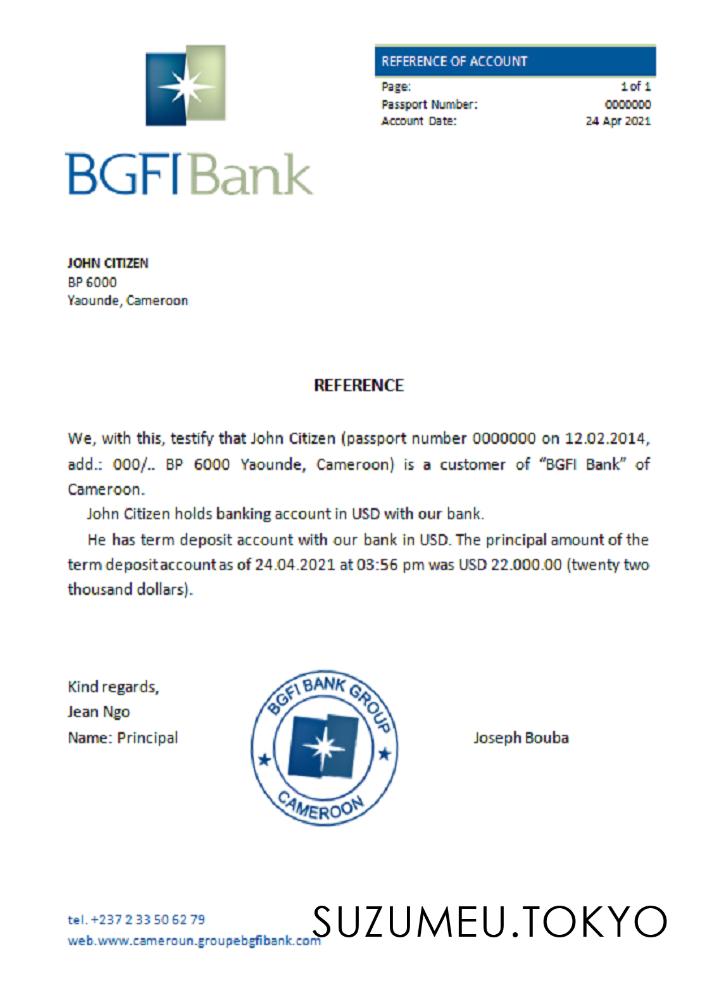 REFERENCE OF ACCOUNT
Page: 1 of 1
Passport Number: 0000000
Account Date: 24 Apr 2021
BGFIBank
JOHN CITIZEN
BP 6000
Yaounde, Cameroon
REFERENCE
We, with this, testify that John Citizen (passport number 0000000 on 12.02.2014,
add.: 000/.. BP 6000 Yaounde, Cameroon) is a customer of “BGFI Bank” of
Cameroon.
John Citizen holds banking account in USD with our bank.
He has term deposit account with our bank in USD. The principal amount of the
term deposit account as of 24.04.2021 at 03:56 pm was USD 22.000.00 (twenty two
thousand dollars).
Kind regards,
Jean Ngo
Name: Principal
BGFI BANK GROUP
CAMEROON
Joseph Bouba
tel. +237 2 33 50 62 79
web.www.cameroun.groupebgfibank.com
SUZUMEU.TOKYO